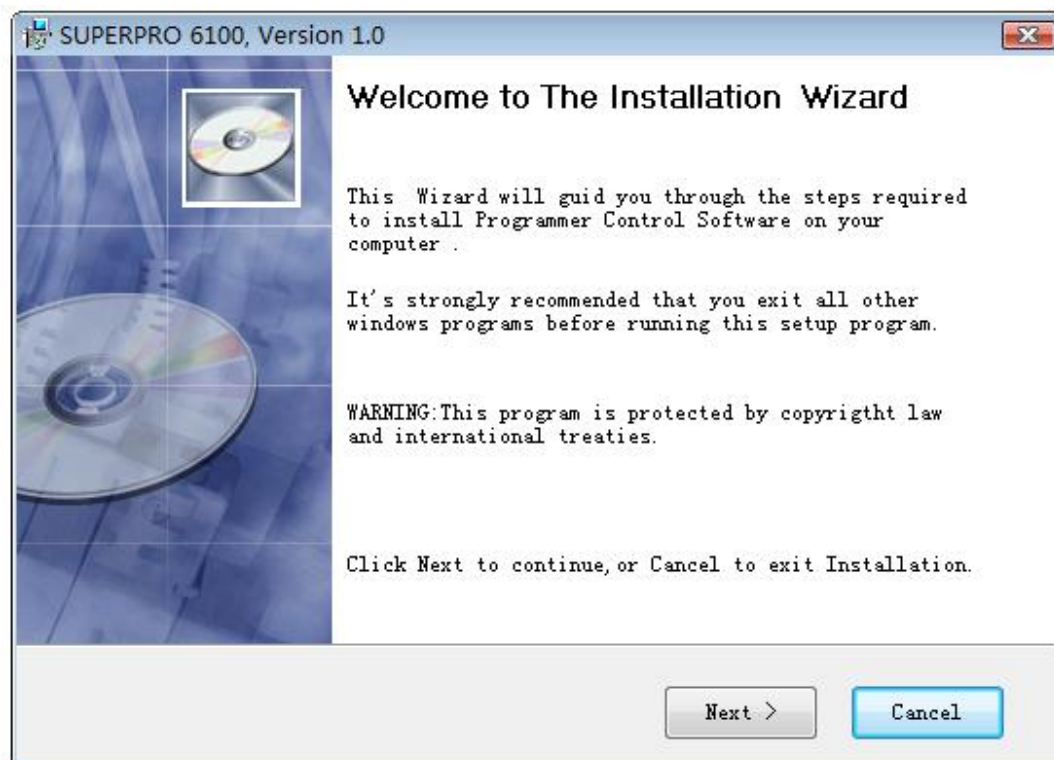 SUPERPRO 6100, Version 1.0
Welcome to The Installation Wizard
This Wizard will guid you through the steps required
to install Programmer Control Software on your
computer .
It's strongly recommended that you exit all other
windows programs before running this setup program.
WARNING:This program is protected by copyrigtht law
and international treaties.
Click Next to continue,or Cancel to exit Installation.
Next >
Cancel